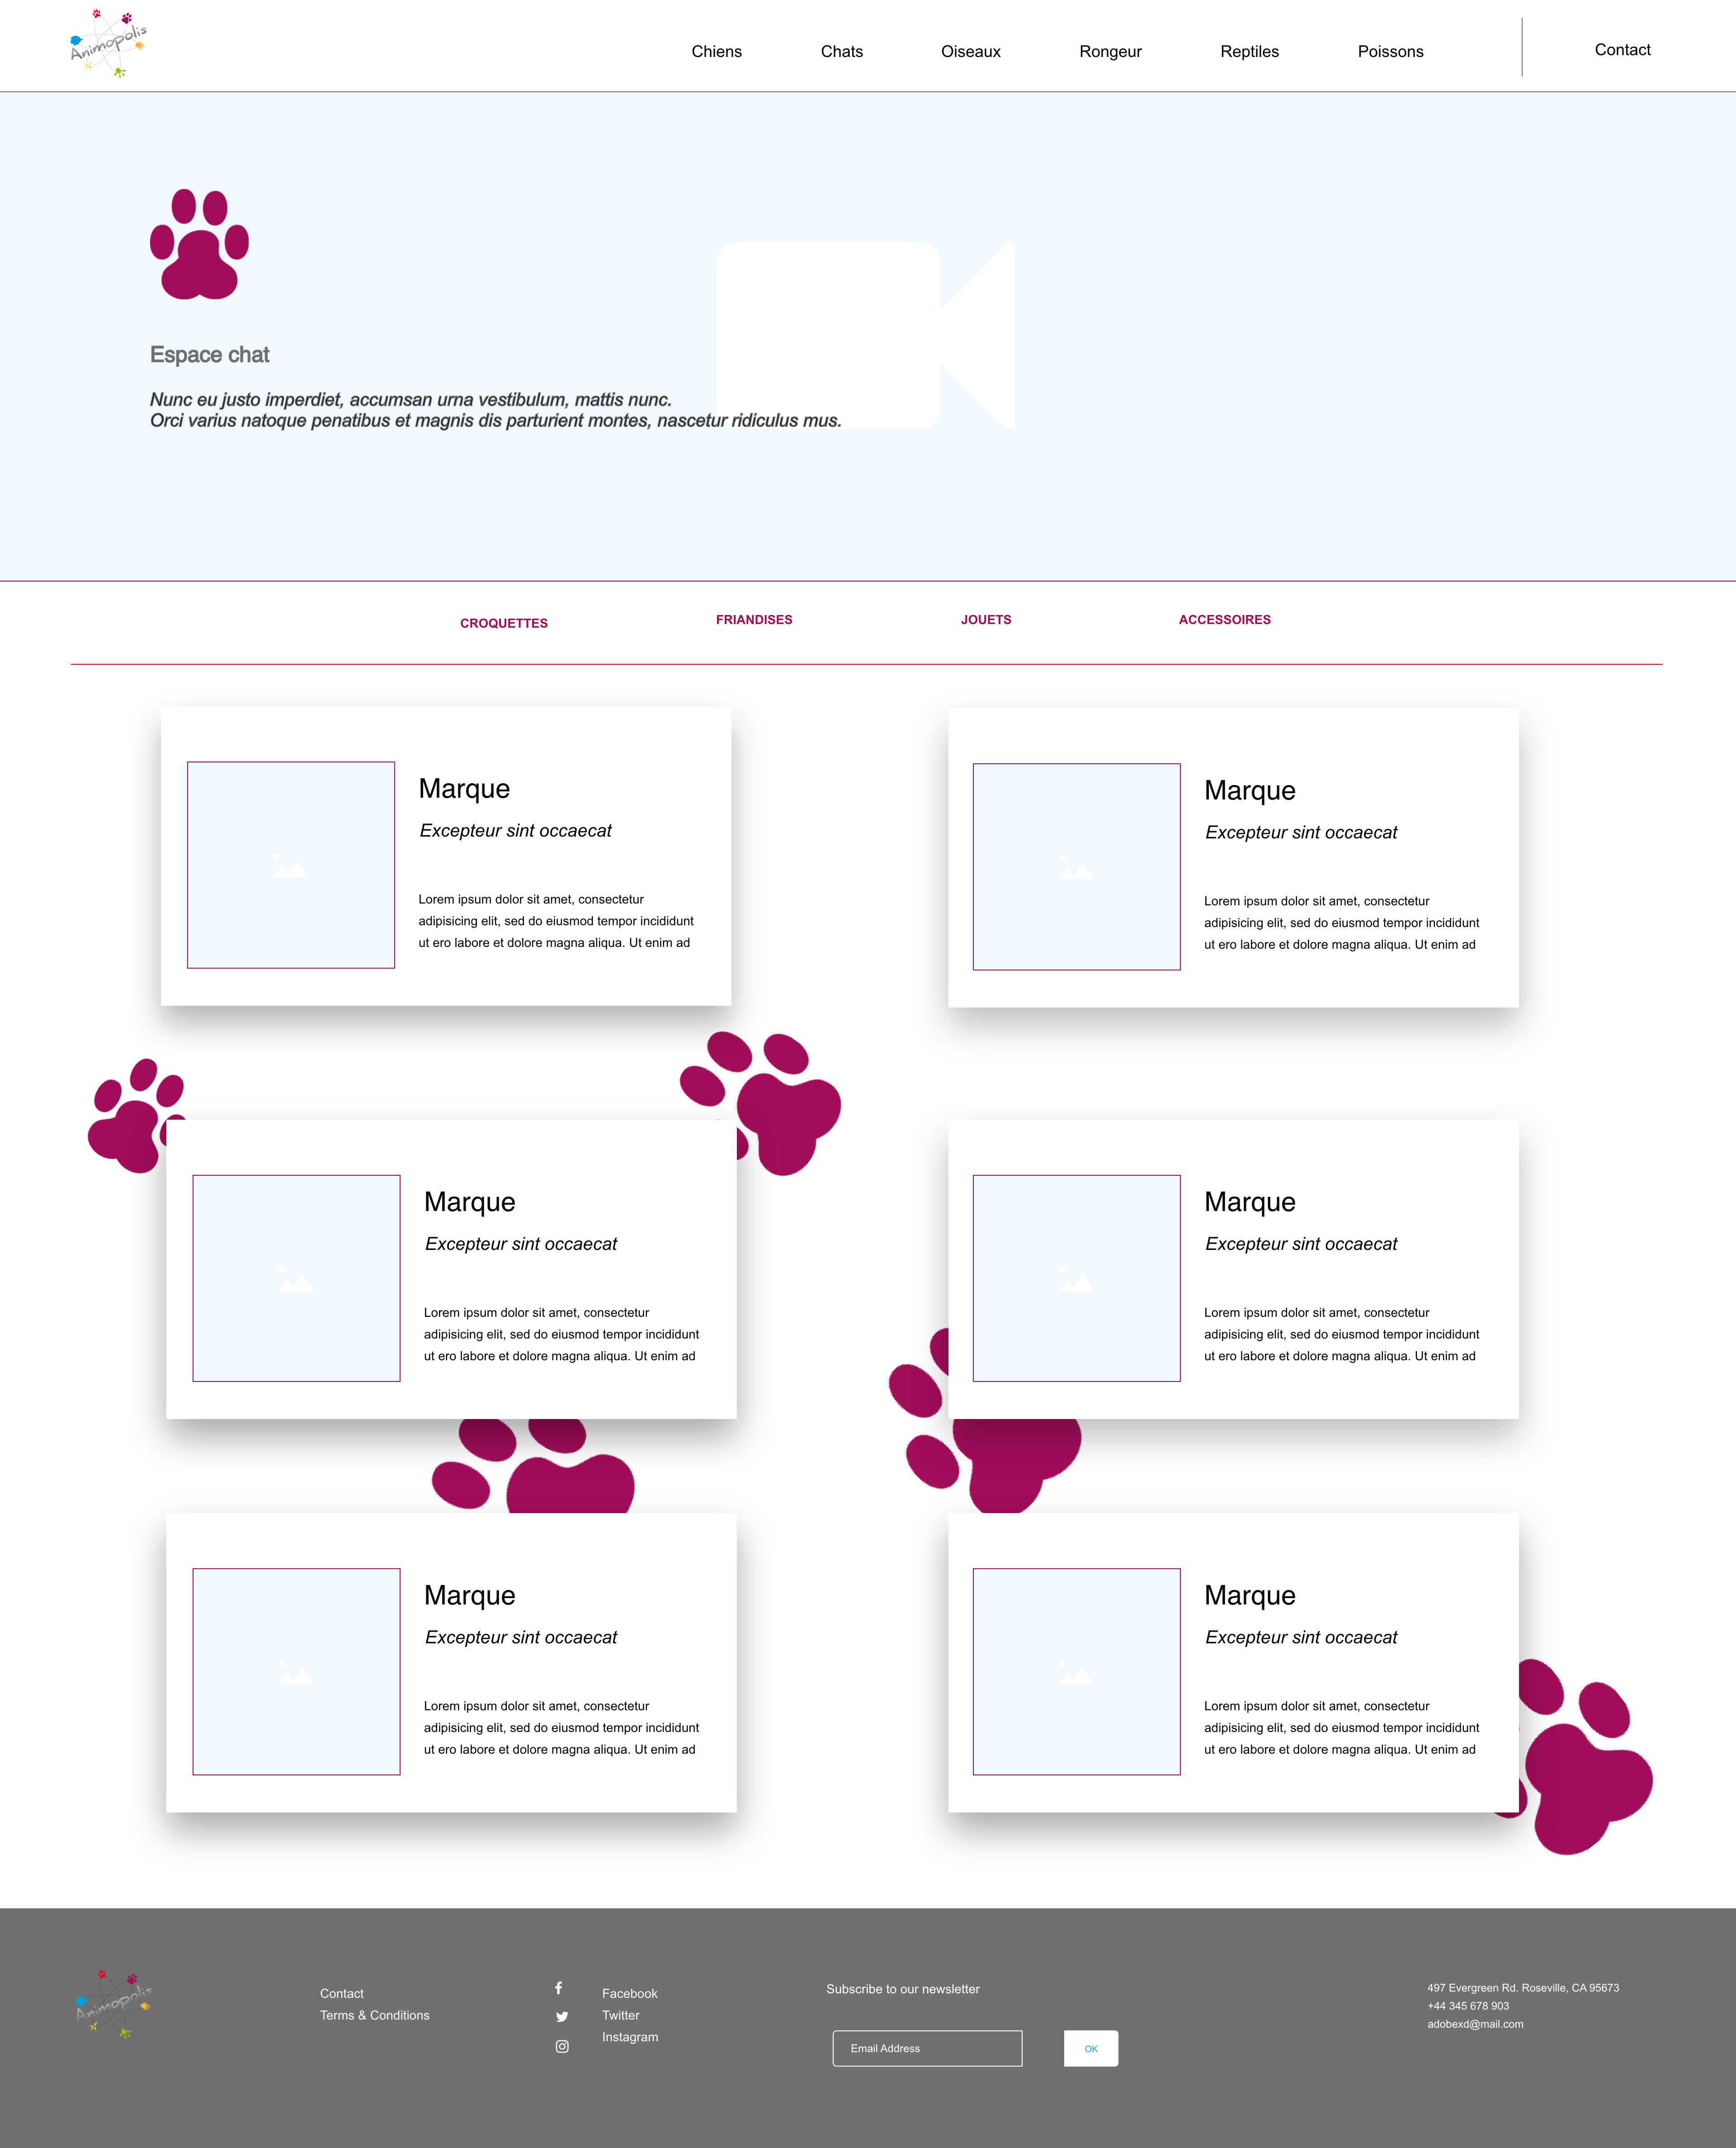 Animopolis
Chiens
Chats
Oiseaux
Rongeur
Reptiles
Poissons
Contact
Espace chat
Nunc eu justo imperdiet, accumsan urna vestibulum, mattis nunc.
Orci varius natoque penatibus et magnis dis parturient montes, nascetur ridiculus mus.
CROQUETTES
FRIANDISES
JOUETS
ACCESSOIRES
Marque
Excepteur sint occaecat
Lorem ipsum dolor sit amet, consectetur
adipisicing elit, sed do eiusmod tempor incididunt
ut ero labore et dolore magna aliqua. Ut enim ad
Marque
Excepteur sint occaecat
Lorem ipsum dolor sit amet, consectetur
adipisicing elit, sed do eiusmod tempor incididunt
ut ero labore et dolore magna aliqua. Ut enim ad
Marque
Excepteur sint occaecat
Lorem ipsum dolor sit amet, consectetur
adipisicing elit, sed do eiusmod tempor incididunt
ut ero labore et dolore magna aliqua. Ut enim ad
Marque
Excepteur sint occaecat
Lorem ipsum dolor sit amet, consectetur
adipisicing elit, sed do eiusmod tempor incididunt
ut ero labore et dolore magna aliqua. Ut enim ad
Marque
Excepteur sint occaecat
Lorem ipsum dolor sit amet, consectetur
adipisicing elit, sed do eiusmod tempor incididunt
ut ero labore et dolore magna aliqua. Ut enim ad
Marque
Excepteur sint occaecat
Lorem ipsum dolor sit amet, consectetur
adipisicing elit, sed do eiusmod tempor incididunt
ut ero labore et dolore magna aliqua. Ut enim ad
Animopolis
Contact
Terms & Conditions
Facebook
Twitter
Instagram
Subscribe to our newsletter
Email Address
OK
497 Evergreen Rd. Roseville, CA 95673
+44 345 678 903
adobexd@mail.com